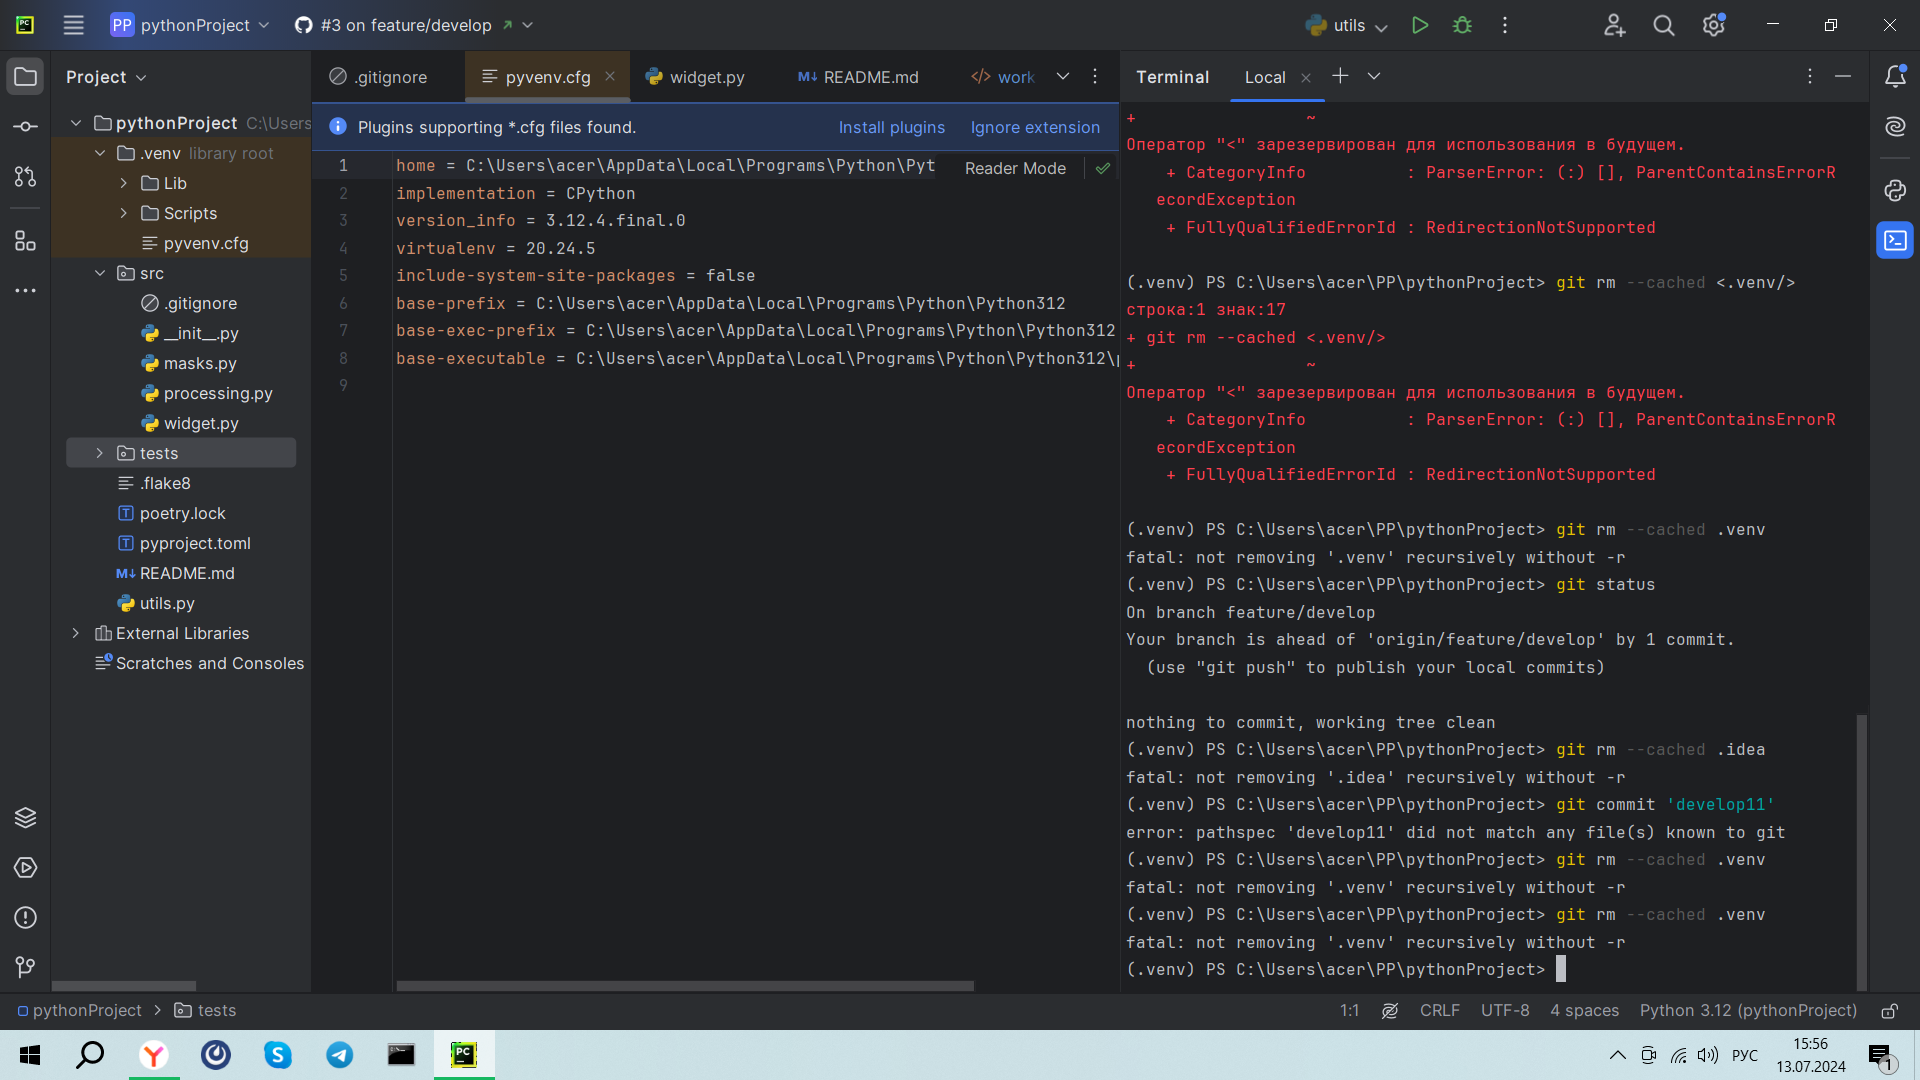 PP pythonProject
#3 on feature/develop
utils
Project
.gitignore
pyvenv.cfg
widget.py
README.md
work
Terminal
Local
pythonProject C:\Users
.venv library root
Lib
Scripts
pyvenv.cfg
src
.gitignore
__init__.py
masks.py
processing.py
widget.py
tests
.flake8
poetry.lock
pyproject.toml
README.md
utils.py
External Libraries
Scratches and Consoles
Plugins supporting *.cfg files found.
Install plugins
Ignore extension
Reader Mode
1 home = C:\Users\acer\AppData\Local\Programs\Python\Pyt
2 implementation = CPython
3 version_info = 3.12.4.final.0
4 virtualenv = 20.24.5
5 include-system-site-packages = false
6 base-prefix = C:\Users\acer\AppData\Local\Programs\Python\Python312
7 base-exec-prefix = C:\Users\acer\AppData\Local\Programs\Python\Python312
8 base-executable = C:\Users\acer\AppData\Local\Programs\Python\Python312\p
9
+ ~
Оператор "<" зарезервирован для использования в будущем.
+ CategoryInfo : ParserError: (:) [], ParentContainsErrorR
ecordException
+ FullyQualifiedErrorId : RedirectionNotSupported
(.venv) PS C:\Users\acer\PP\pythonProject> git rm --cached <.venv/>
строка:1 знак:17
+ git rm --cached <.venv/>
+ ~
Оператор "<" зарезервирован для использования в будущем.
+ CategoryInfo : ParserError: (:) [], ParentContainsErrorR
ecordException
+ FullyQualifiedErrorId : RedirectionNotSupported
(.venv) PS C:\Users\acer\PP\pythonProject> git rm --cached .venv
fatal: not removing '.venv' recursively without -r
(.venv) PS C:\Users\acer\PP\pythonProject> git status
On branch feature/develop
Your branch is ahead of 'origin/feature/develop' by 1 commit.
(use "git push" to publish your local commits)
nothing to commit, working tree clean
(.venv) PS C:\Users\acer\PP\pythonProject> git rm --cached .idea
fatal: not removing '.idea' recursively without -r
(.venv) PS C:\Users\acer\PP\pythonProject> git commit 'develop11'
error: pathspec 'develop11' did not match any file(s) known to git
(.venv) PS C:\Users\acer\PP\pythonProject> git rm --cached .venv
fatal: not removing '.venv' recursively without -r
(.venv) PS C:\Users\acer\PP\pythonProject> git rm --cached .venv
fatal: not removing '.venv' recursively without -r
(.venv) PS C:\Users\acer\PP\pythonProject>
pythonProject > tests
1:1 CRLF UTF-8 4 spaces Python 3.12 (pythonProject)
РУС
15:56
13.07.2024
1